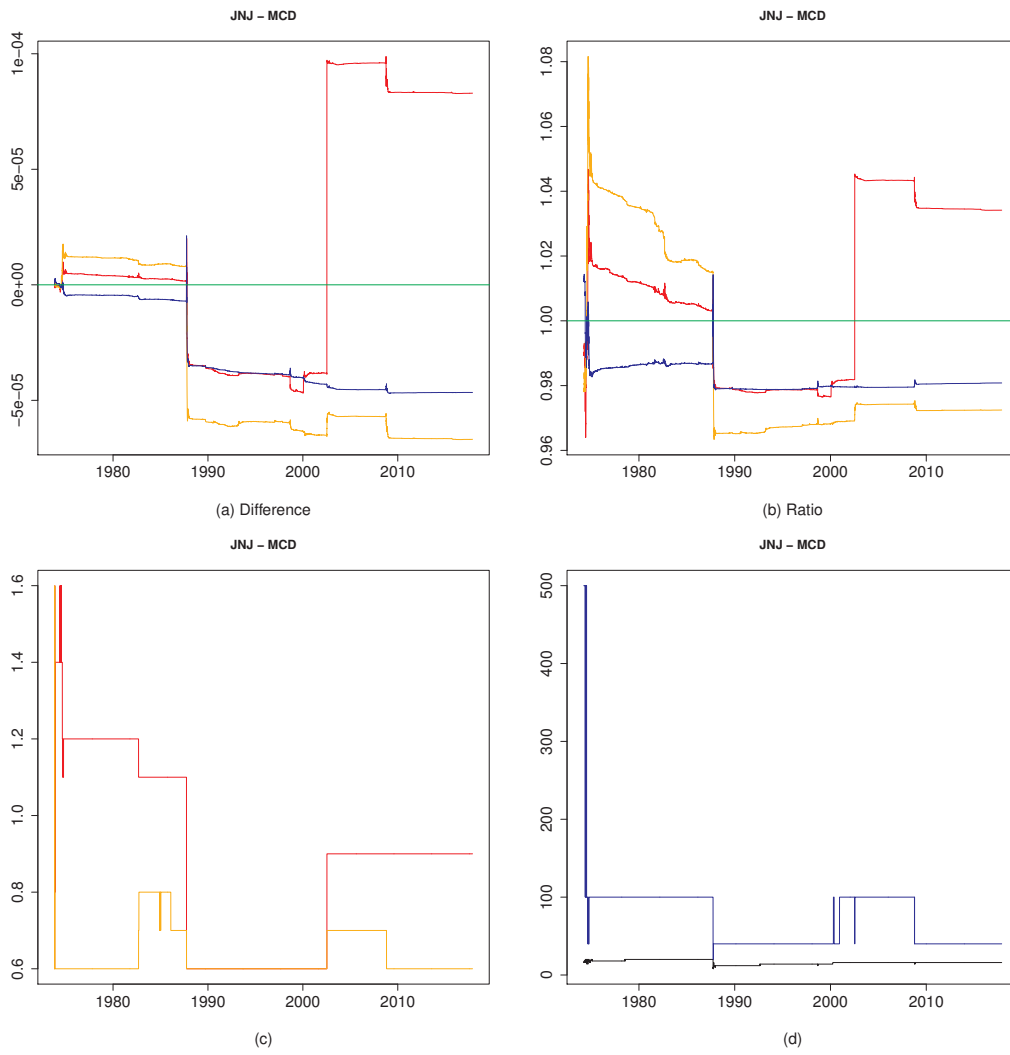 JNJ − MCD
1e−04
5e−05
0e+00
−5e−05
1980 1990 2000 2010
(a) Difference
JNJ − MCD
1.08
1.06
1.04
1.02
1.00
0.98
0.96
1980 1990 2000 2010
(b) Ratio
JNJ − MCD
1.6
1.4
1.2
1.0
0.8
0.6
1980 1990 2000 2010
(c)
JNJ − MCD
500
400
300
200
100
0
1980 1990 2000 2010
(d)